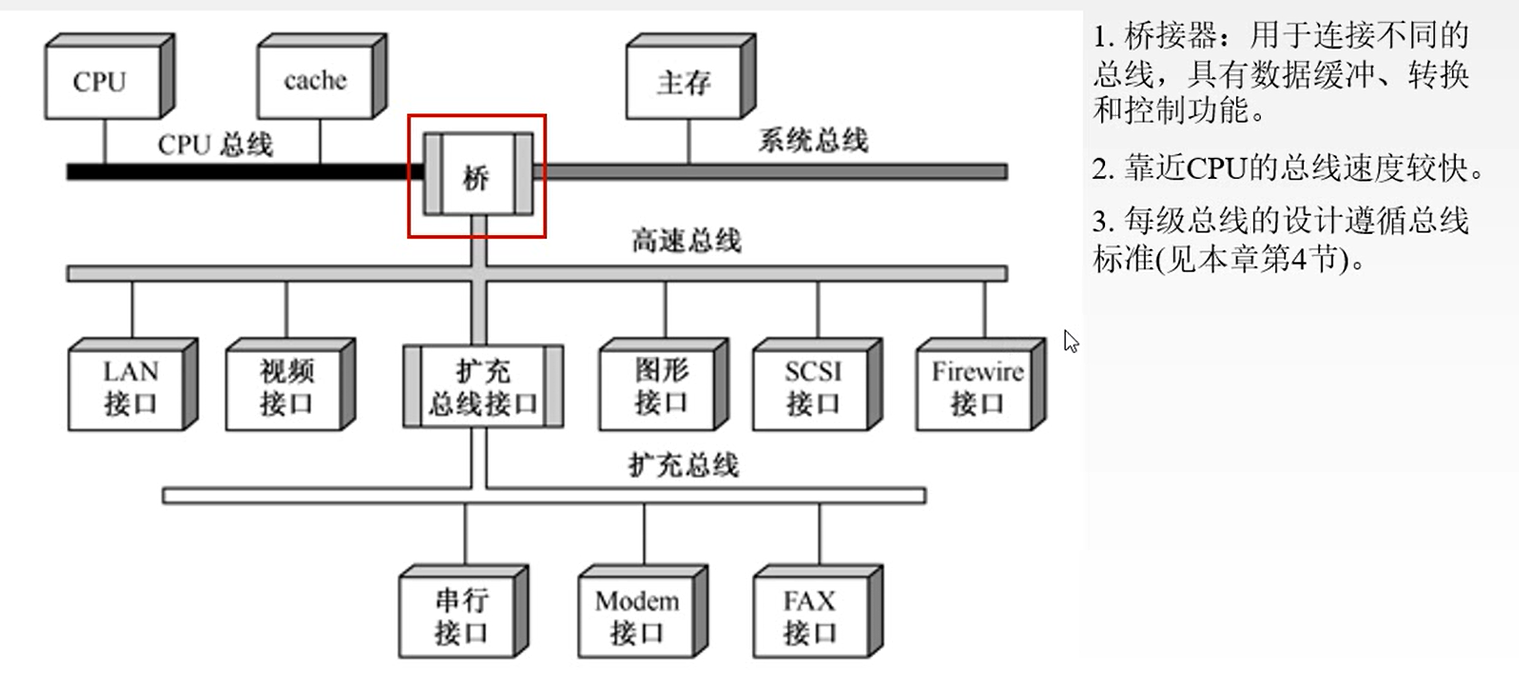 CPU
cache
主存
CPU 总线
系统总线
桥
高速总线
LAN
接口
视频
接口
扩充
总线接口
图形
接口
SCSI
接口
Firewire
接口
扩充总线
串行
接口
Modem
接口
FAX
接口
1. 桥接器：用于连接不同的
总线，具有数据缓冲、转换
和控制功能。
2. 靠近CPU的总线速度较快。
3. 每级总线的设计遵循总线
标准(见本章第4节)。